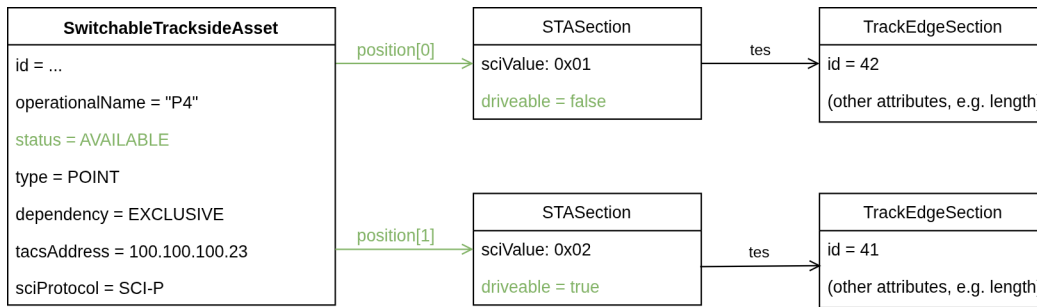 SwitchableTracksideAsset
id = ...
operationalName = "P4"
status = AVAILABLE
type = POINT
dependency = EXCLUSIVE
tacsAddress = 100.100.100.23
sciProtocol = SCI-P
position[0]
STASection
sciValue: 0x01
driveable = false
tes
TrackEdgeSection
id = 42
(other attributes, e.g. length)
position[1]
STASection
sciValue: 0x02
driveable = true
tes
TrackEdgeSection
id = 41
(other attributes, e.g. length)